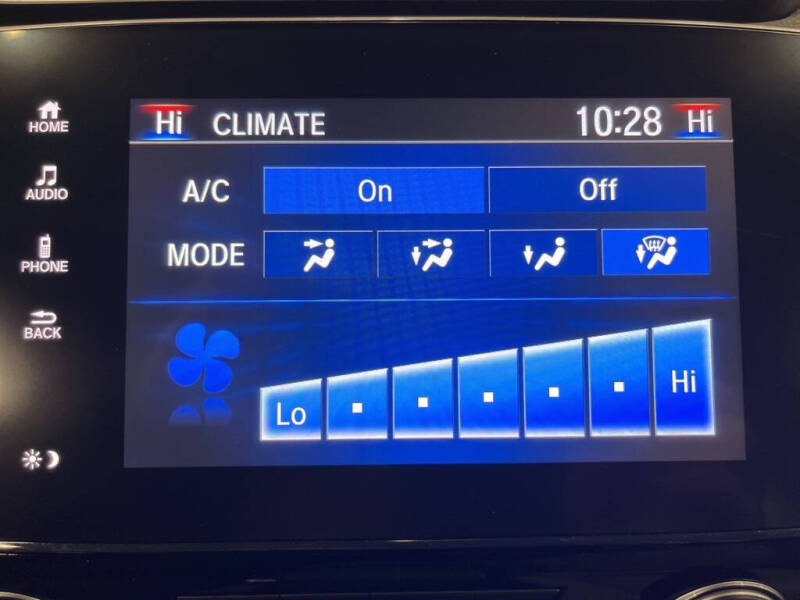 HOME
AUDIO
PHONE
BACK
Hi CLIMATE 10:28 Hi
A/C On Off
MODE
Lo Hi